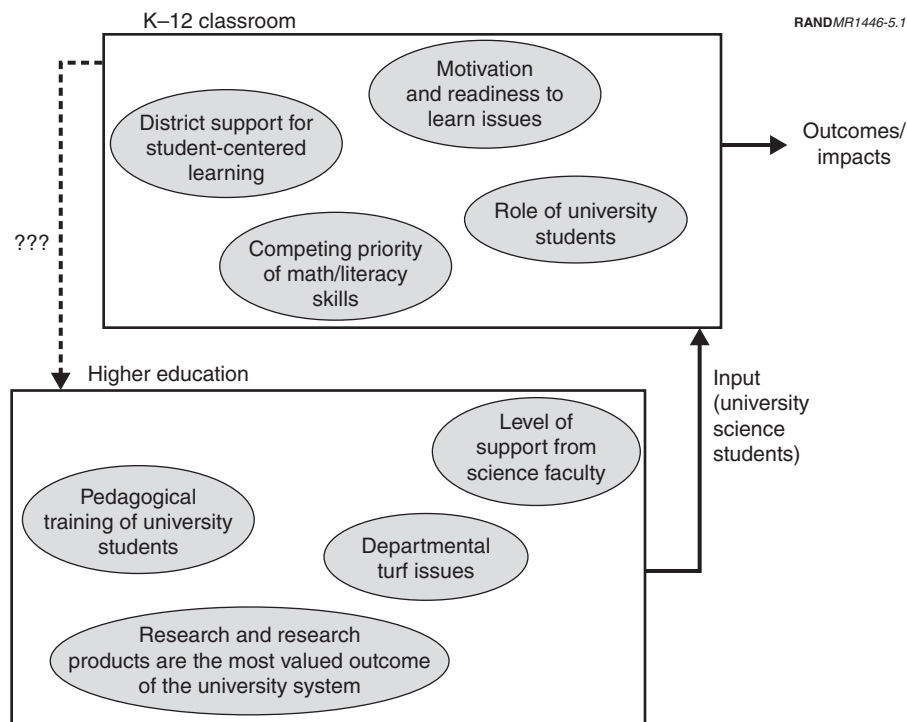 K–12 classroom
RANDMR1446-5.1
Motivation
and readiness to
learn issues
District support for
student-centered
learning
Outcomes/
impacts
Role of university
students
???
Competing priority
of math/literacy
skills
Higher education
Input
(university
science
students)
Level of
support from
science faculty
Pedagogical
training of university
students
Departmental
turf issues
Research and research
products are the most valued outcome
of the university system